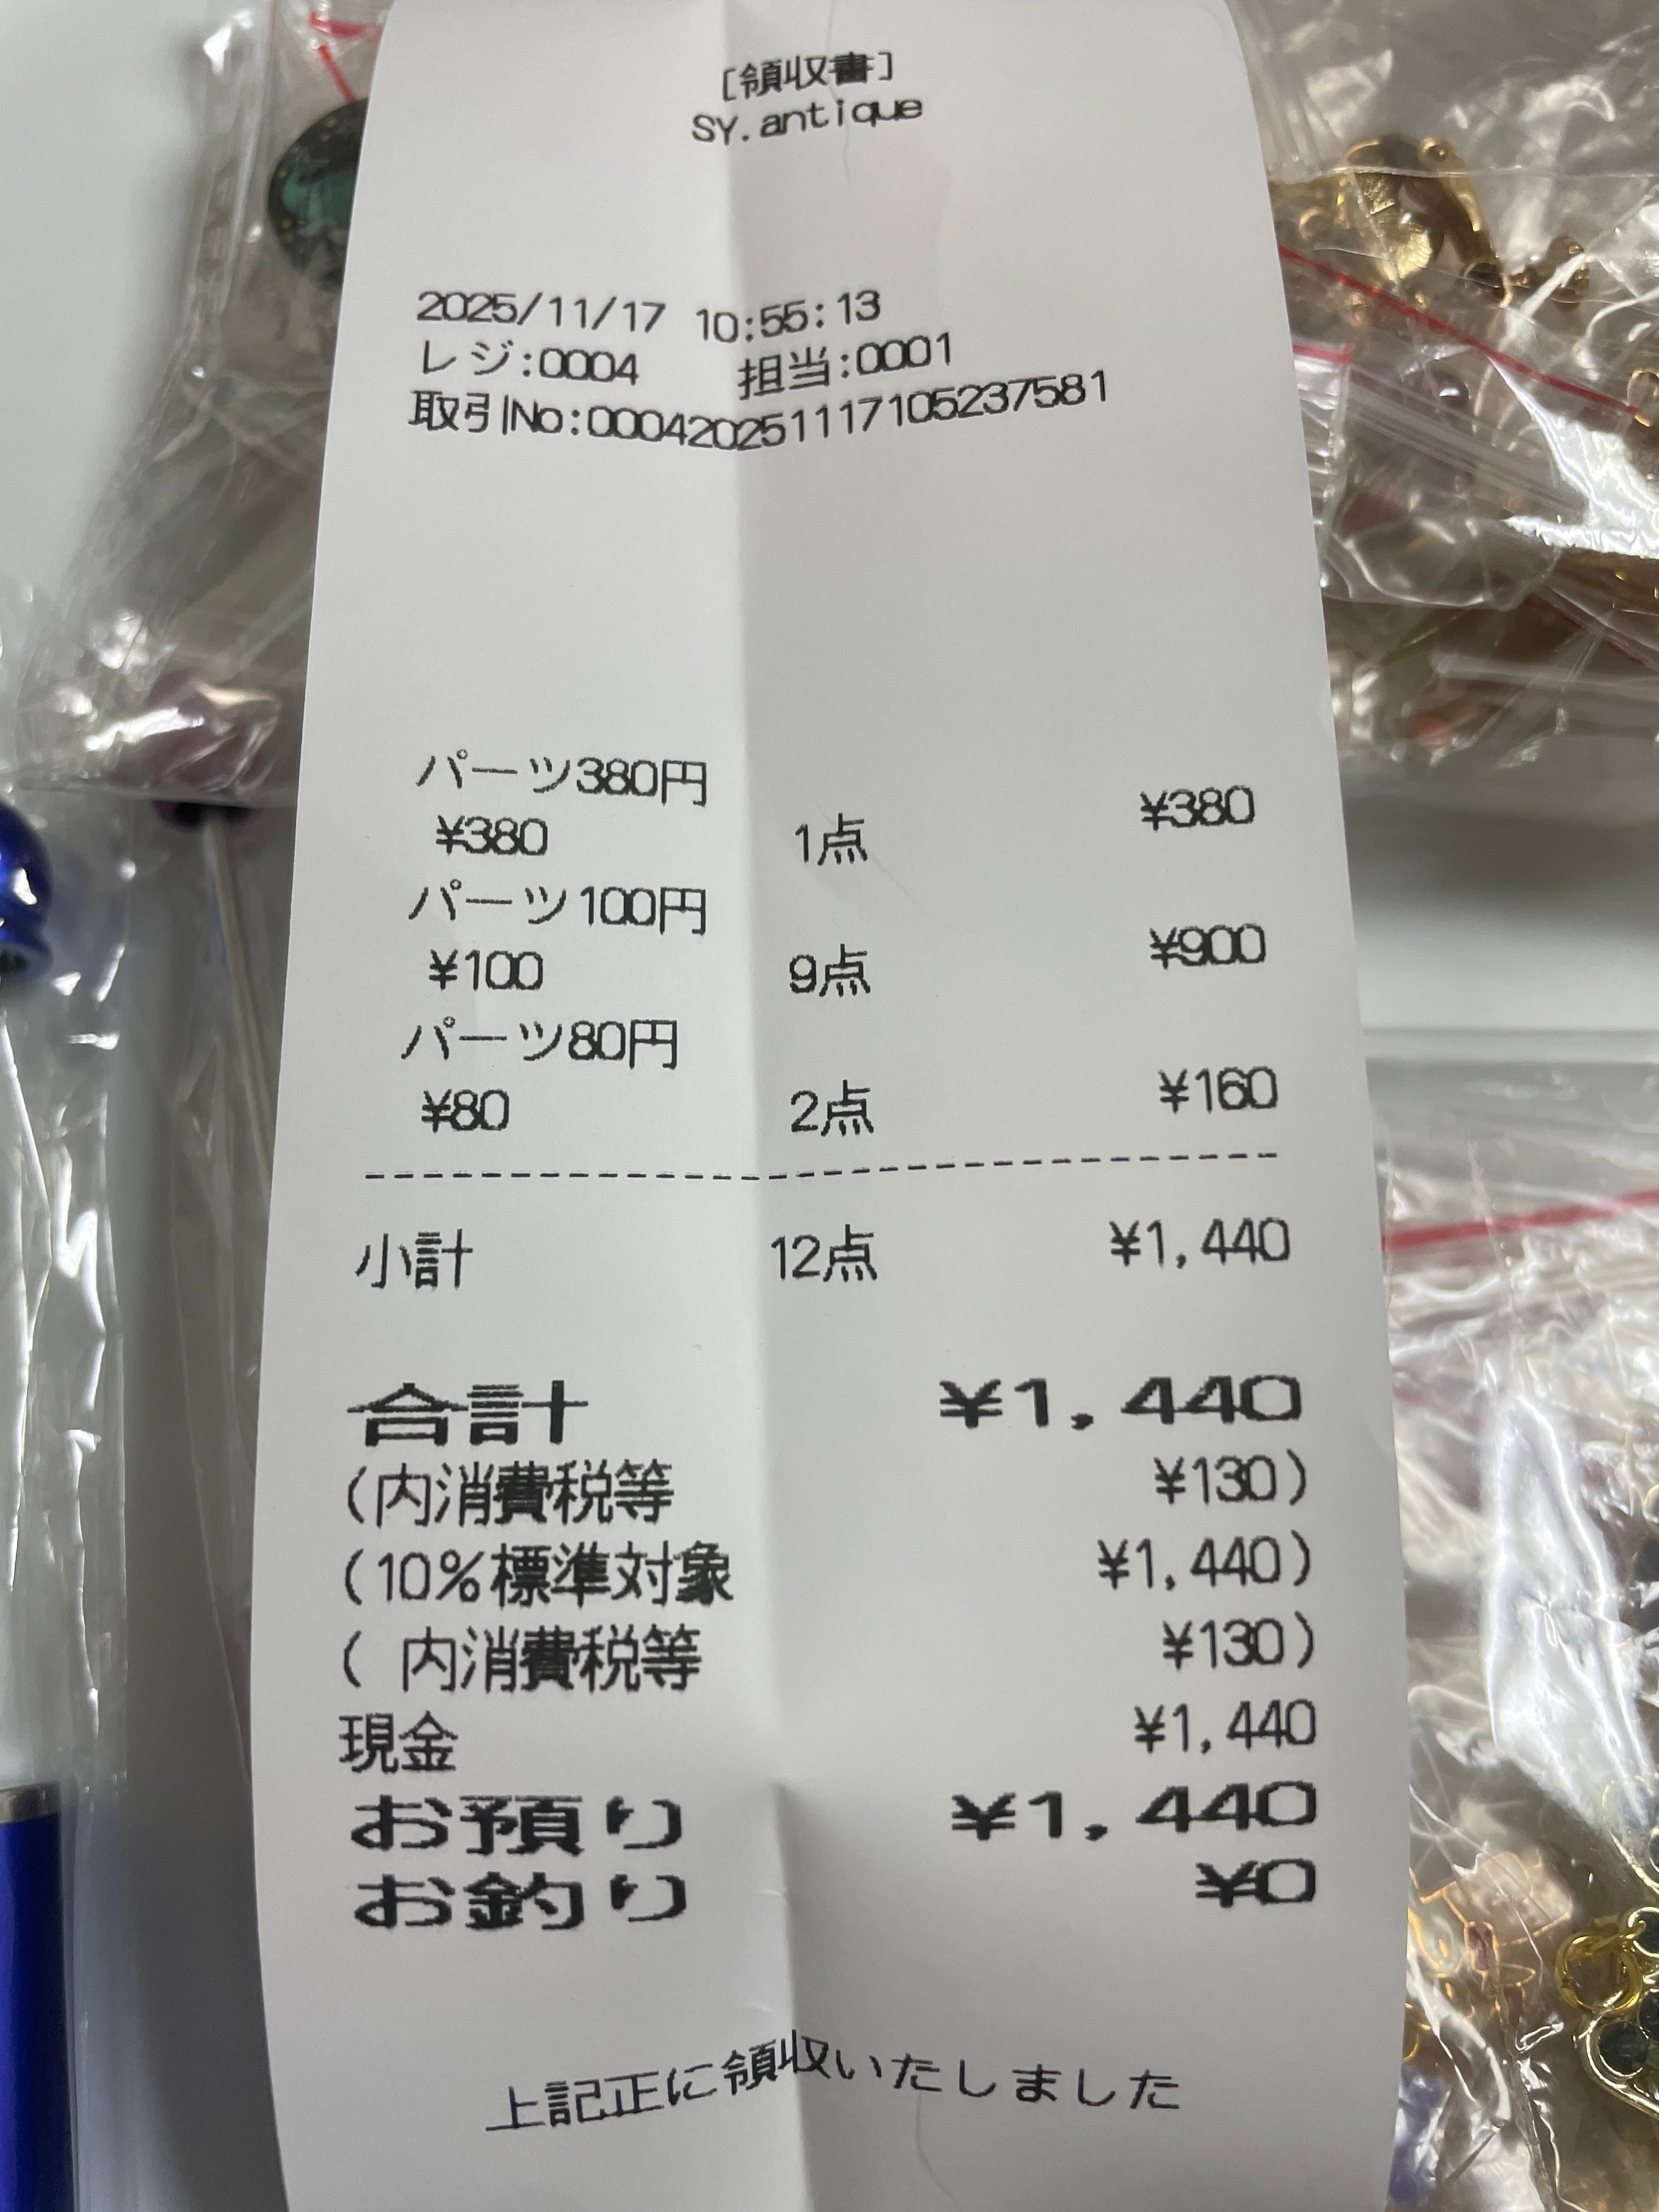 [領収書]
SY.antique
2025/11/17 10:55:13
レジ:0004 担当:0001
取引No:00042025111710523​7581
パーツ380円
¥380 1点 ¥380
パーツ100円
¥100 9点 ¥900
パーツ80円
¥80 2点 ¥160
小計 12点 ¥1,440
合計 ¥1,440
(内消費税等 ¥130)
(10%標準対象 ¥1,440)
( 内消費税等 ¥130)
現金 ¥1,440
お預り ¥1,440
お釣り ¥0
上記正に領収いたしました